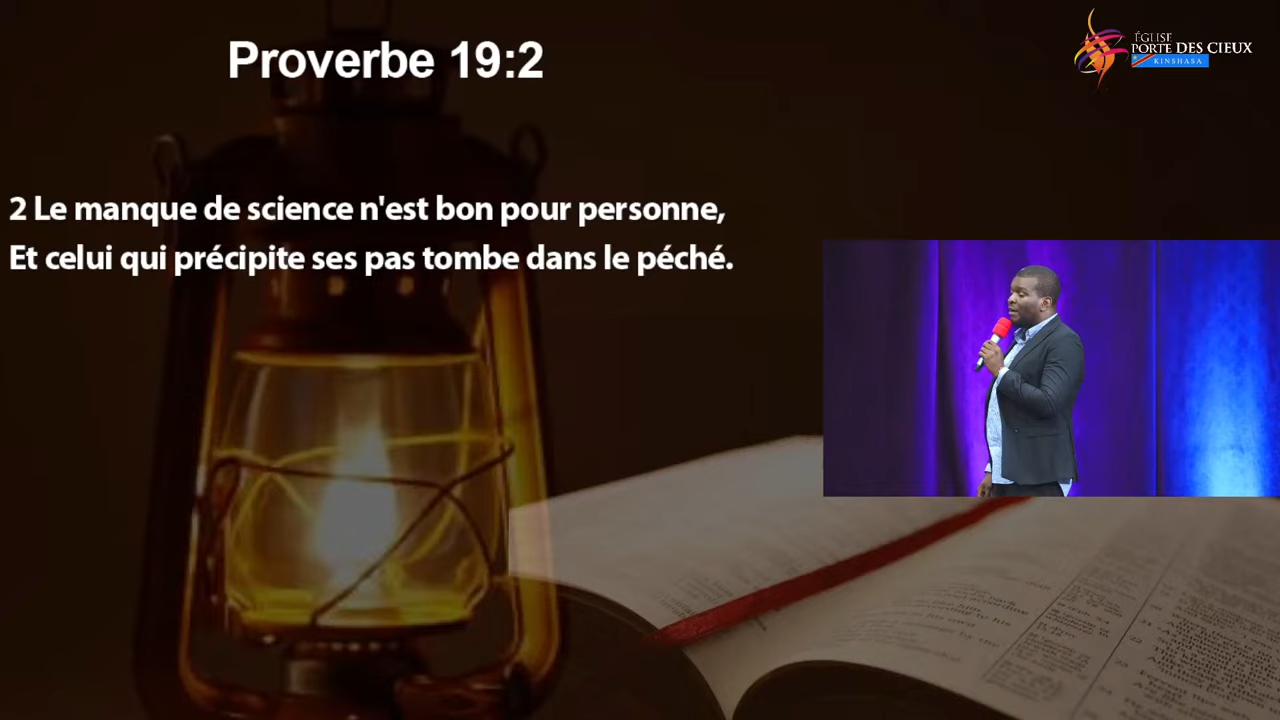 Proverbe 19:2
ÉGLISE
PORTE DES CIEUX
KINSHASA
2 Le manque de science n'est bon pour personne,
Et celui qui précipite ses pas tombe dans le péché.